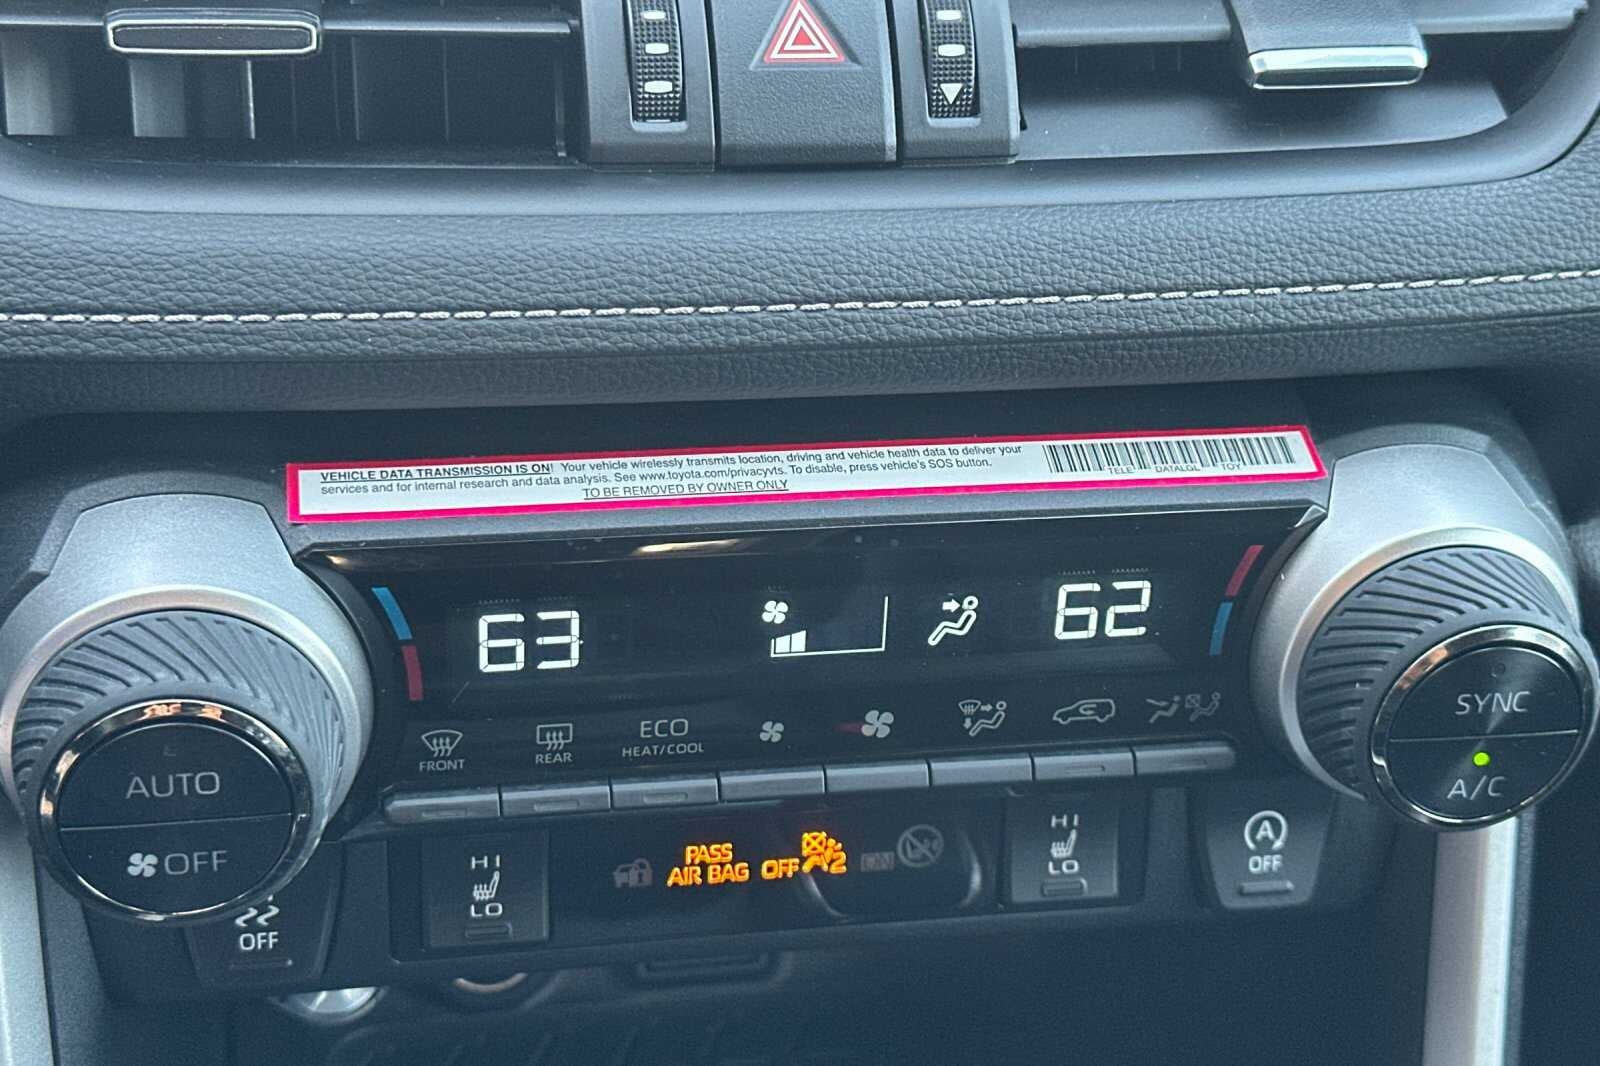 VEHICLE DATA TRANSMISSION IS ON! Your vehicle wirelessly transmits location, driving and vehicle health data to deliver your
services and for internal research and data analysis. See www.toyota.com/privacyvts. To disable, press vehicle's SOS button.
TO BE REMOVED BY OWNER ONLY
TELE DATALGL TOY
63
62
FRONT
REAR
ECO
HEAT/COOL
AUTO
OFF
SYNC
A/C
HI
LO
PASS
AIR BAG OFF 2
ON
HI
LO
A
OFF
OFF